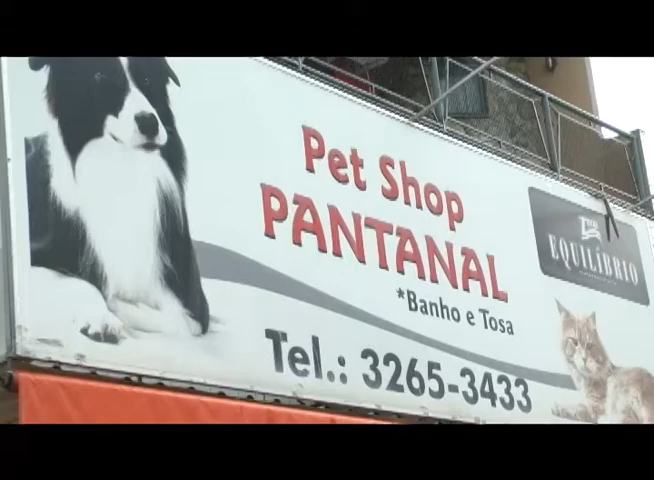 Pet Shop
PANTANAL
*Banho e Tosa
Tel.: 3265-3433
EQUILÍBRIO